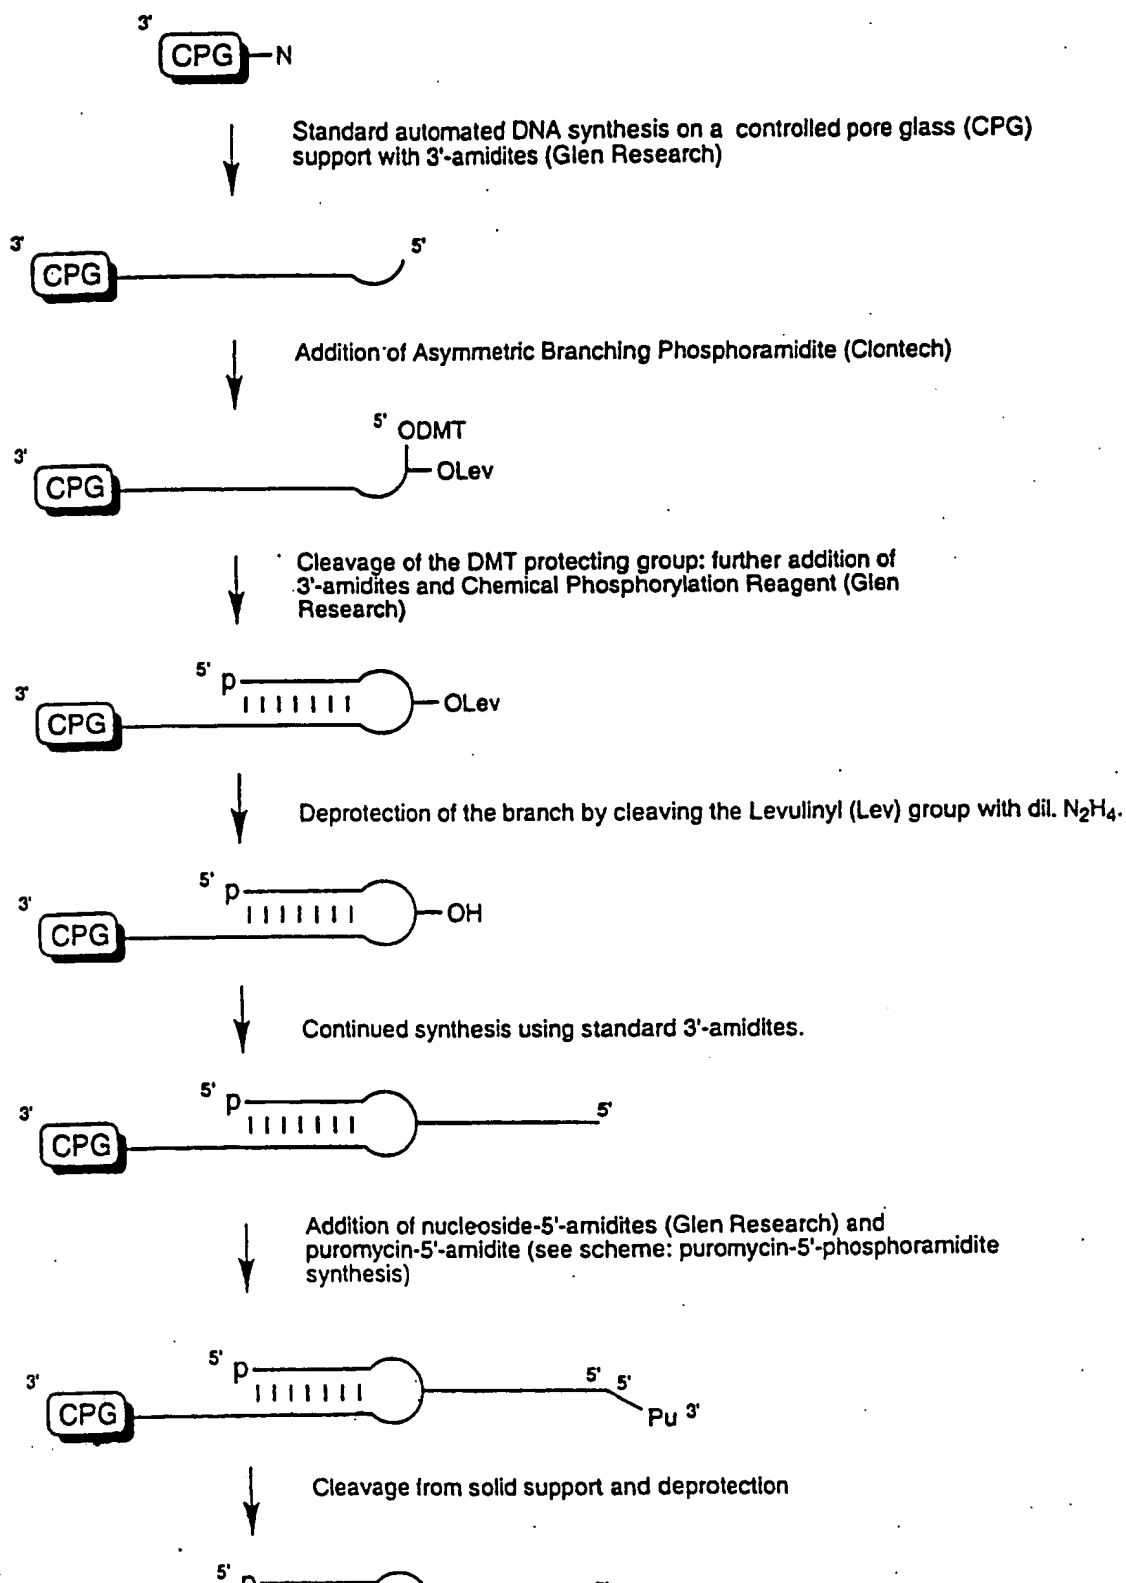 3'
CPG N
Standard automated DNA synthesis on a controlled pore glass (CPG)
support with 3'-amidites (Glen Research)
3' 5'
CPG
Addition of Asymmetric Branching Phosphoramidite (Clontech)
5' ODMT
3'
CPG OLev
Cleavage of the DMT protecting group: further addition of
3'-amidites and Chemical Phosphorylation Reagent (Glen
Research)
5' p
3'
CPG OLev
Deprotection of the branch by cleaving the Levulinyl (Lev) group with dil. N₂H₄.
5' p
3'
CPG OH
Continued synthesis using standard 3'-amidites.
5' p
3' 5'
CPG
Addition of nucleoside-5'-amidites (Glen Research) and
puromycin-5'-amidite (see scheme: puromycin-5'-phosphoramidite
synthesis)
5' p
3' 5' 5'
CPG Pu 3'
Cleavage from solid support and deprotection
5' p